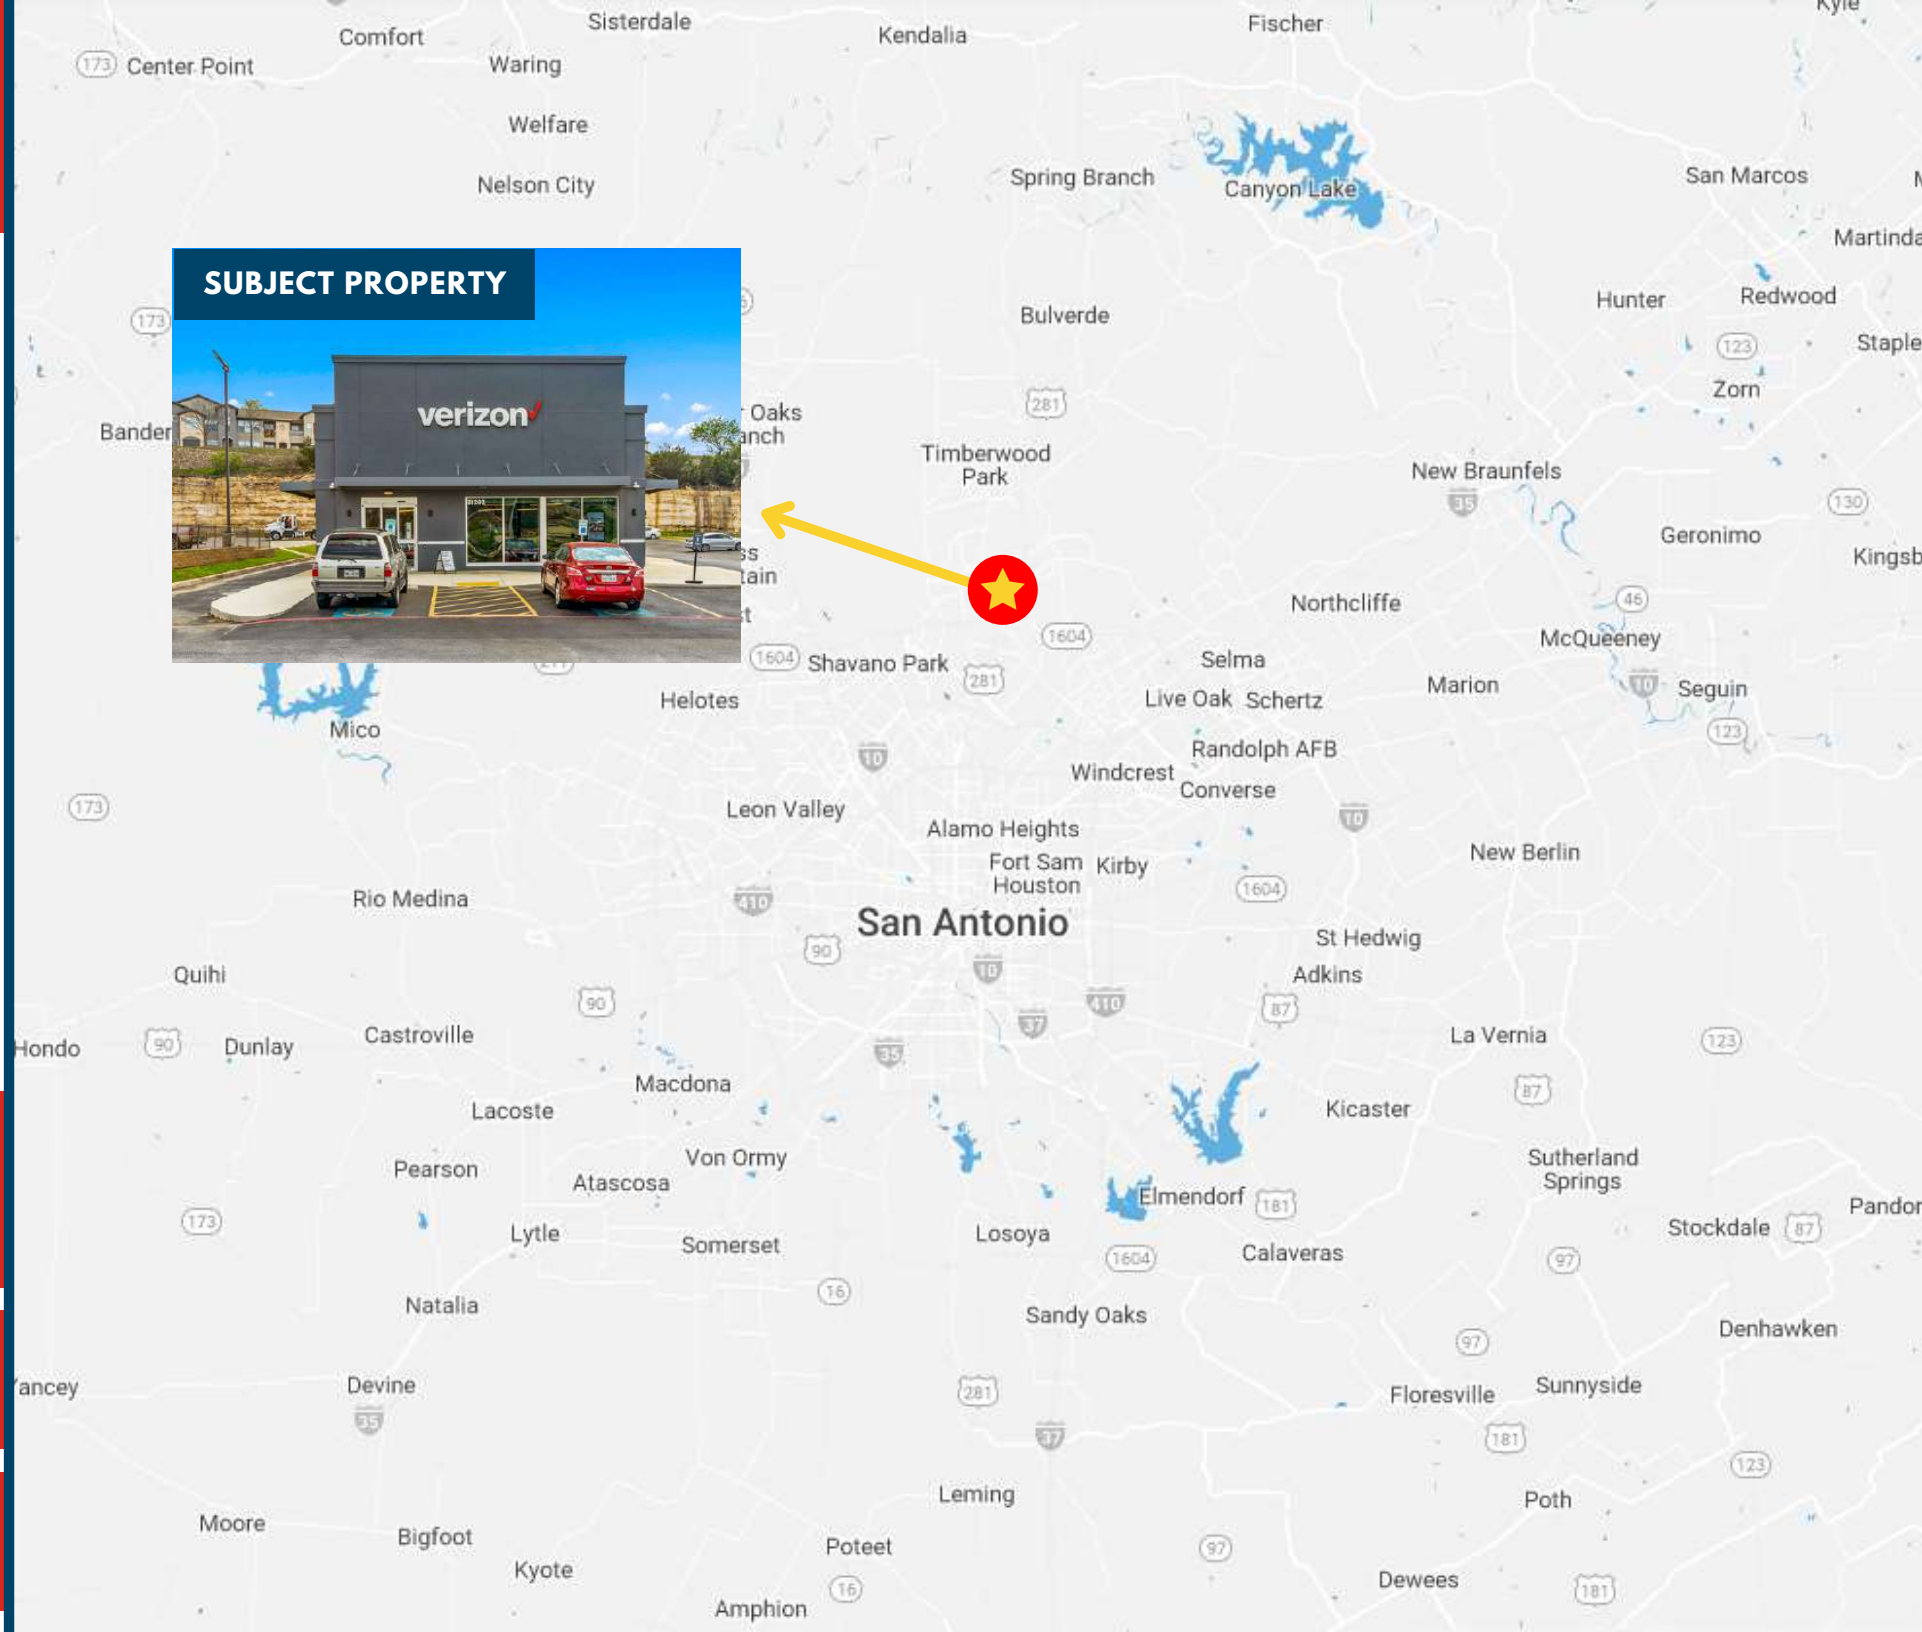 Kyle
Sisterdale
Fischer
Comfort
Kendalia
173
Center Point
Waring
Welfare
San Marcos
Spring Branch
Nelson City
Canyon Lake
Martinda
SUBJECT PROPERTY
Redwood
Hunter
Bulverde
173
123
Staple
Zorn
281
verizon
Oaks
anch
Bander
Timberwood
Park
New Braunfels
35
130
Geronimo
ss
Kingsb
tain
46
Northcliffe
1604
McQueeney
1604
Shavano Park
Selma
281
10
Marion
Seguin
Helotes
Live Oak
Schertz
Mico
123
Randolph AFB
10
Windcrest
Converse
173
Leon Valley
10
Alamo Heights
New Berlin
Fort Sam
Houston
Kirby
1604
Rio Medina
410
San Antonio
St Hedwig
90
10
Quihi
Adkins
90
410
87
37
Castroville
La Vernia
123
Hondo
90
Dunlay
35
Macdona
87
Lacoste
Kicaster
Von Ormy
Sutherland
Springs
Pearson
Atascosa
Elmendorf
181
Pandor
173
Lytle
Losoya
Stockdale
87
Somerset
Calaveras
1604
97
16
Natalia
Sandy Oaks
Denhawken
97
ancey
Devine
281
Floresville
Sunnyside
35
37
181
123
Leming
Poth
Moore
Bigfoot
Poteet
97
Kyote
Dewees
16
181
Amphion